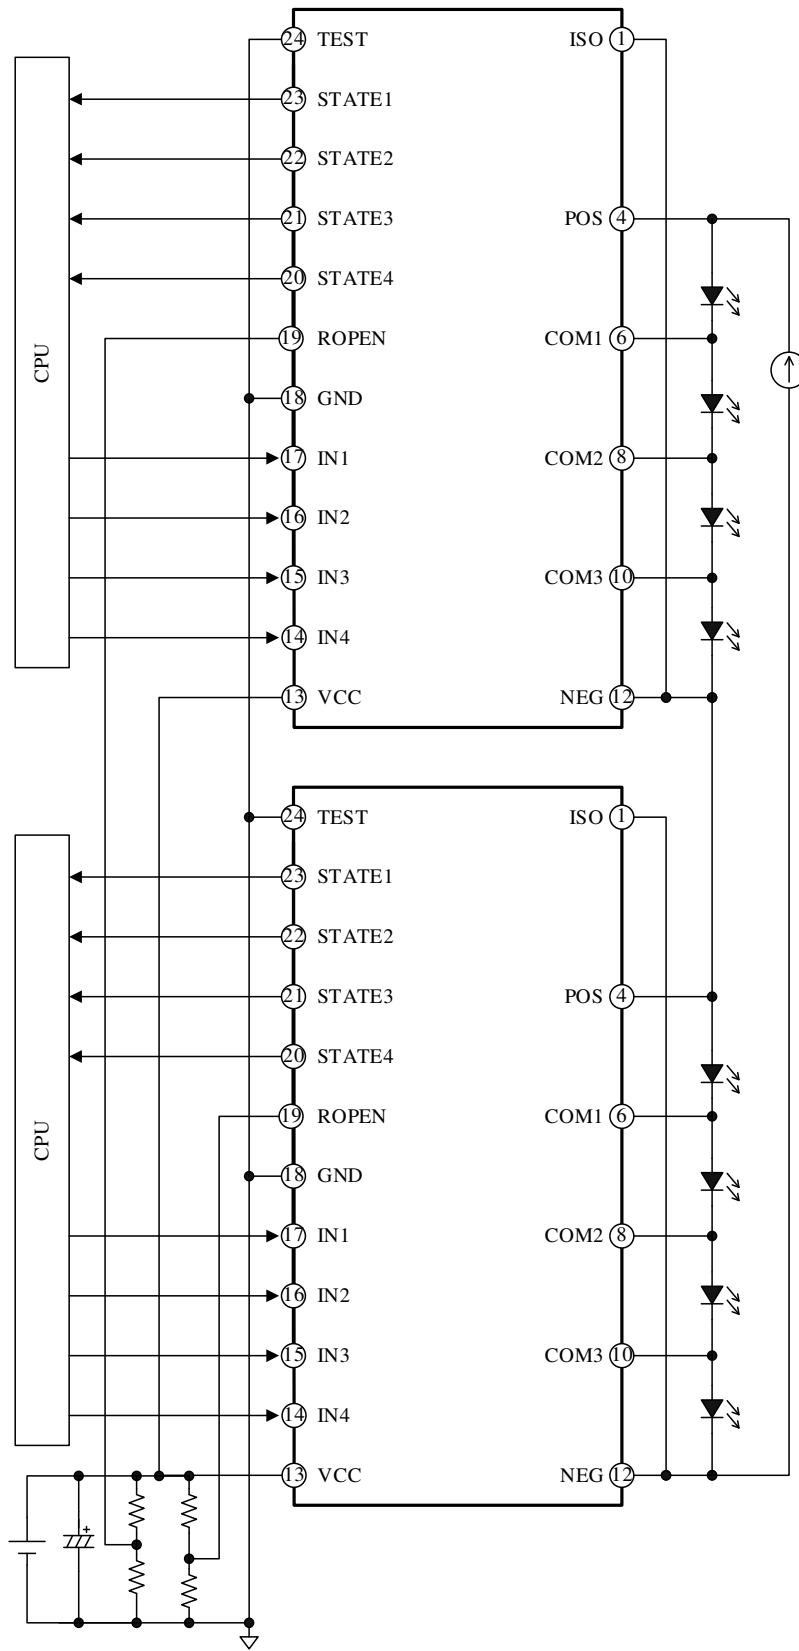 24 TEST ISO 1
23 STATE1
22 STATE2
21 STATE3 POS 4
20 STATE4
19 ROPEN COM1 6
CPU
18 GND
17 IN1 COM2 8
16 IN2
15 IN3 COM3 10
14 IN4
13 VCC NEG 12
24 TEST ISO 1
23 STATE1
22 STATE2
21 STATE3 POS 4
20 STATE4
19 ROPEN COM1 6
CPU
18 GND
17 IN1 COM2 8
16 IN2
15 IN3 COM3 10
14 IN4
13 VCC NEG 12
+